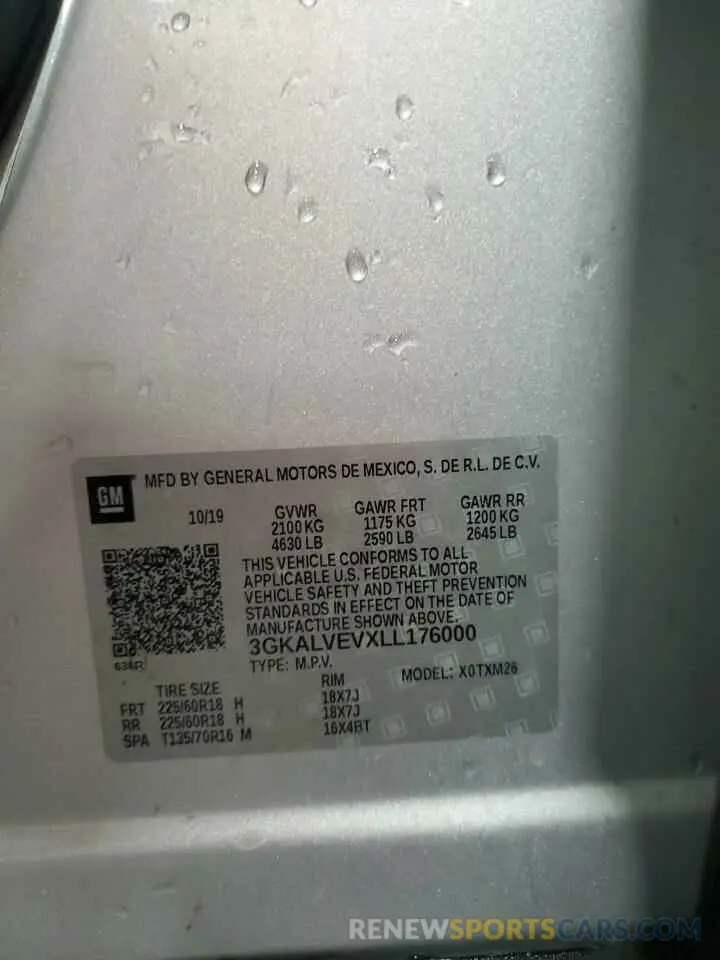 MFD BY GENERAL MOTORS DE MEXICO, S. DE R.L. DE C.V.
GM
10/19 GVWR GAWR FRT GAWR RR
2100 KG 1175 KG 1200 KG
4630 LB 2590 LB 2645 LB
THIS VEHICLE CONFORMS TO ALL
APPLICABLE U.S. FEDERAL MOTOR
VEHICLE SAFETY AND THEFT PREVENTION
STANDARDS IN EFFECT ON THE DATE OF
MANUFACTURE SHOWN ABOVE.
3GKALVEVXLL176000
634R
TYPE: M.P.V. MODEL: X0TXM26
TIRE SIZE RIM
FRT 225/60R18 H 18X7J
RR 225/60R18 H 18X7J
SPA T135/70R16 M 16X4BT
RENEWSPORTSCARS.COM